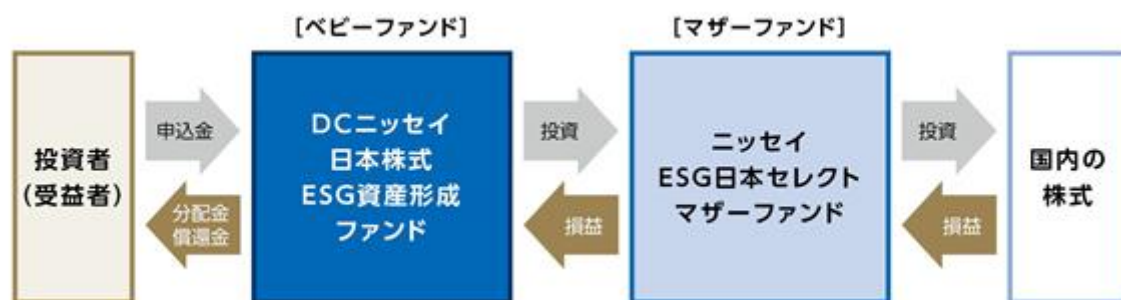 [ベビーファンド]
[マザーファンド]
投資者
(受益者)
申込金
分配金
償還金
DCニッセイ
日本株式
ESG資産形成
ファンド
投資
損益
ニッセイ
ESG日本セレクト
マザーファンド
投資
損益
国内の
株式